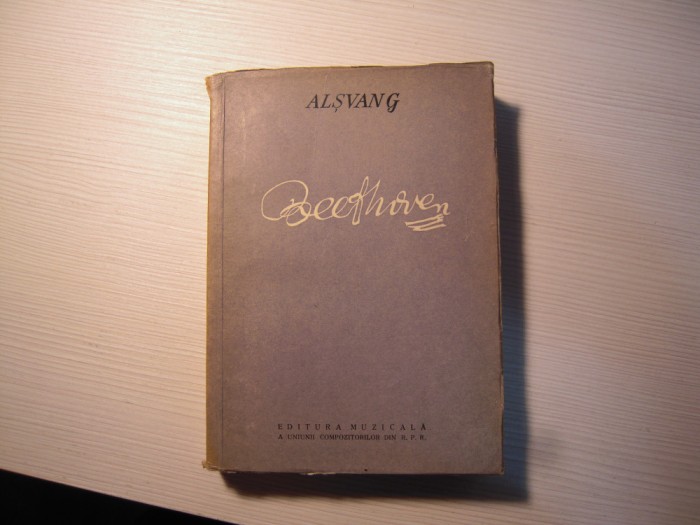 ALȘVANG
Beethoven
EDITURA MUZICALĂ
A UNIUNII COMPOZITORILOR DIN R. P. R.